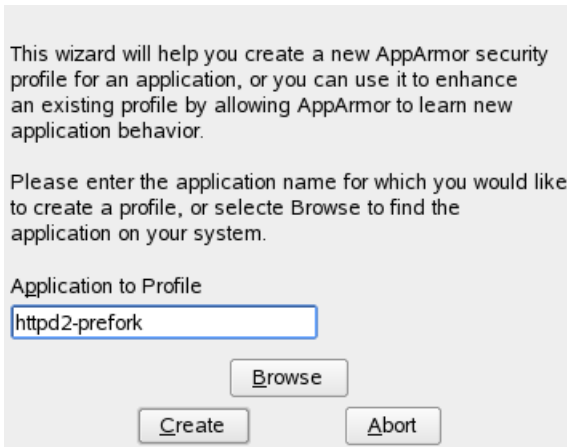 This wizard will help you create a new AppArmor security
profile for an application, or you can use it to enhance
an existing profile by allowing AppArmor to learn new
application behavior.
Please enter the application name for which you would like
to create a profile, or selecte Browse to find the
application on your system.
Application to Profile
httpd2-prefork
Browse
Create Abort